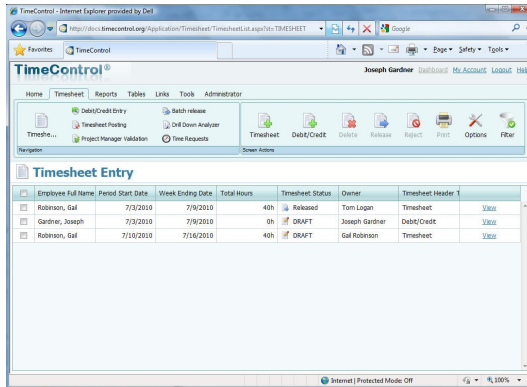 TimeControl - Internet Explorer provided by Dell
http://docs.timecontrol.org/Application/Timesheet/TimesheetList.aspx?st=TIMESHEET
Google
Favorites TimeControl
Page Safety Tools
TimeControl®
Joseph Gardner Dashboard My Account Logout Help
Home Timesheet Reports Tables Links Tools Administrator
Timeshe...
Debit/Credit Entry
Timesheet Posting
Project Manager Validation
Batch release
Drill Down Analyzer
Time Requests
Timesheet Debit/Credit Delete Release Reject Print Options Filter
Navigation Screen Actions
Timesheet Entry
Employee Full Name Period Start Date Week Ending Date Total Hours Timesheet Status Owner Timesheet Header T
Robinson, Gail 7/3/2010 7/9/2010 40h Released Tom Logan Timesheet View
Gardner, Joseph 7/3/2010 7/9/2010 0h DRAFT Joseph Gardner Debit/Credit View
Robinson, Gail 7/10/2010 7/16/2010 40h DRAFT Gail Robinson Timesheet View
Internet | Protected Mode: Off 100%